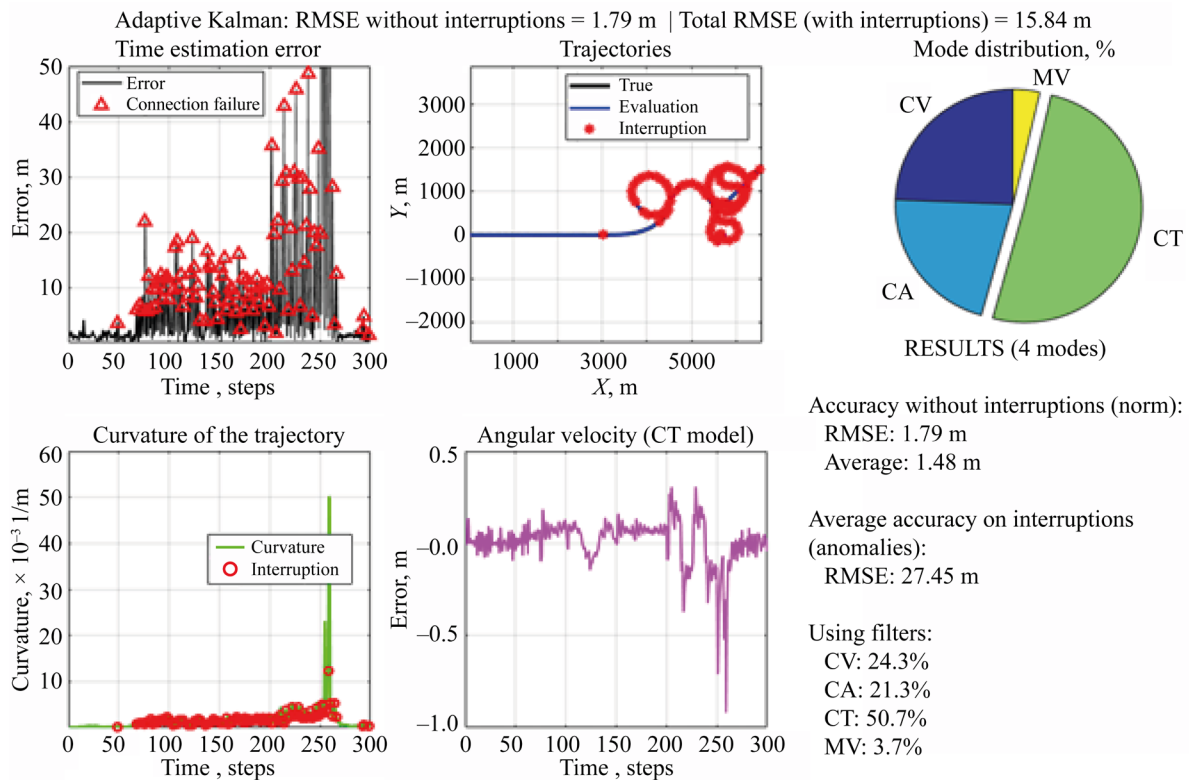 Adaptive Kalman: RMSE without interruptions = 1.79 m | Total RMSE (with interruptions) = 15.84 m
Time estimation error
50
40
30
20
10
Error, m
Error
Connection failure
0 50 100 150 200 250 300
Time , steps
Trajectories
3000
2000
1000
0
–1000
–2000
Y, m
True
Evaluation
Interruption
1000 3000 5000
X, m
Mode distribution, %
MV
CV
CT
CA
RESULTS (4 modes)
Curvature of the trajectory
60
50
40
30
20
10
Curvature, × 10⁻³ 1/m
Curvature
Interruption
0 50 100 150 200 250 300
Time , steps
Angular velocity (CT model)
0.5
–0.0
–0.5
–1.0
Error, m
0 50 100 150 200 250 300
Time , steps
Accuracy without interruptions (norm):
RMSE: 1.79 m
Average: 1.48 m
Average accuracy on interruptions
(anomalies):
RMSE: 27.45 m
Using filters:
CV: 24.3%
CA: 21.3%
CT: 50.7%
MV: 3.7%